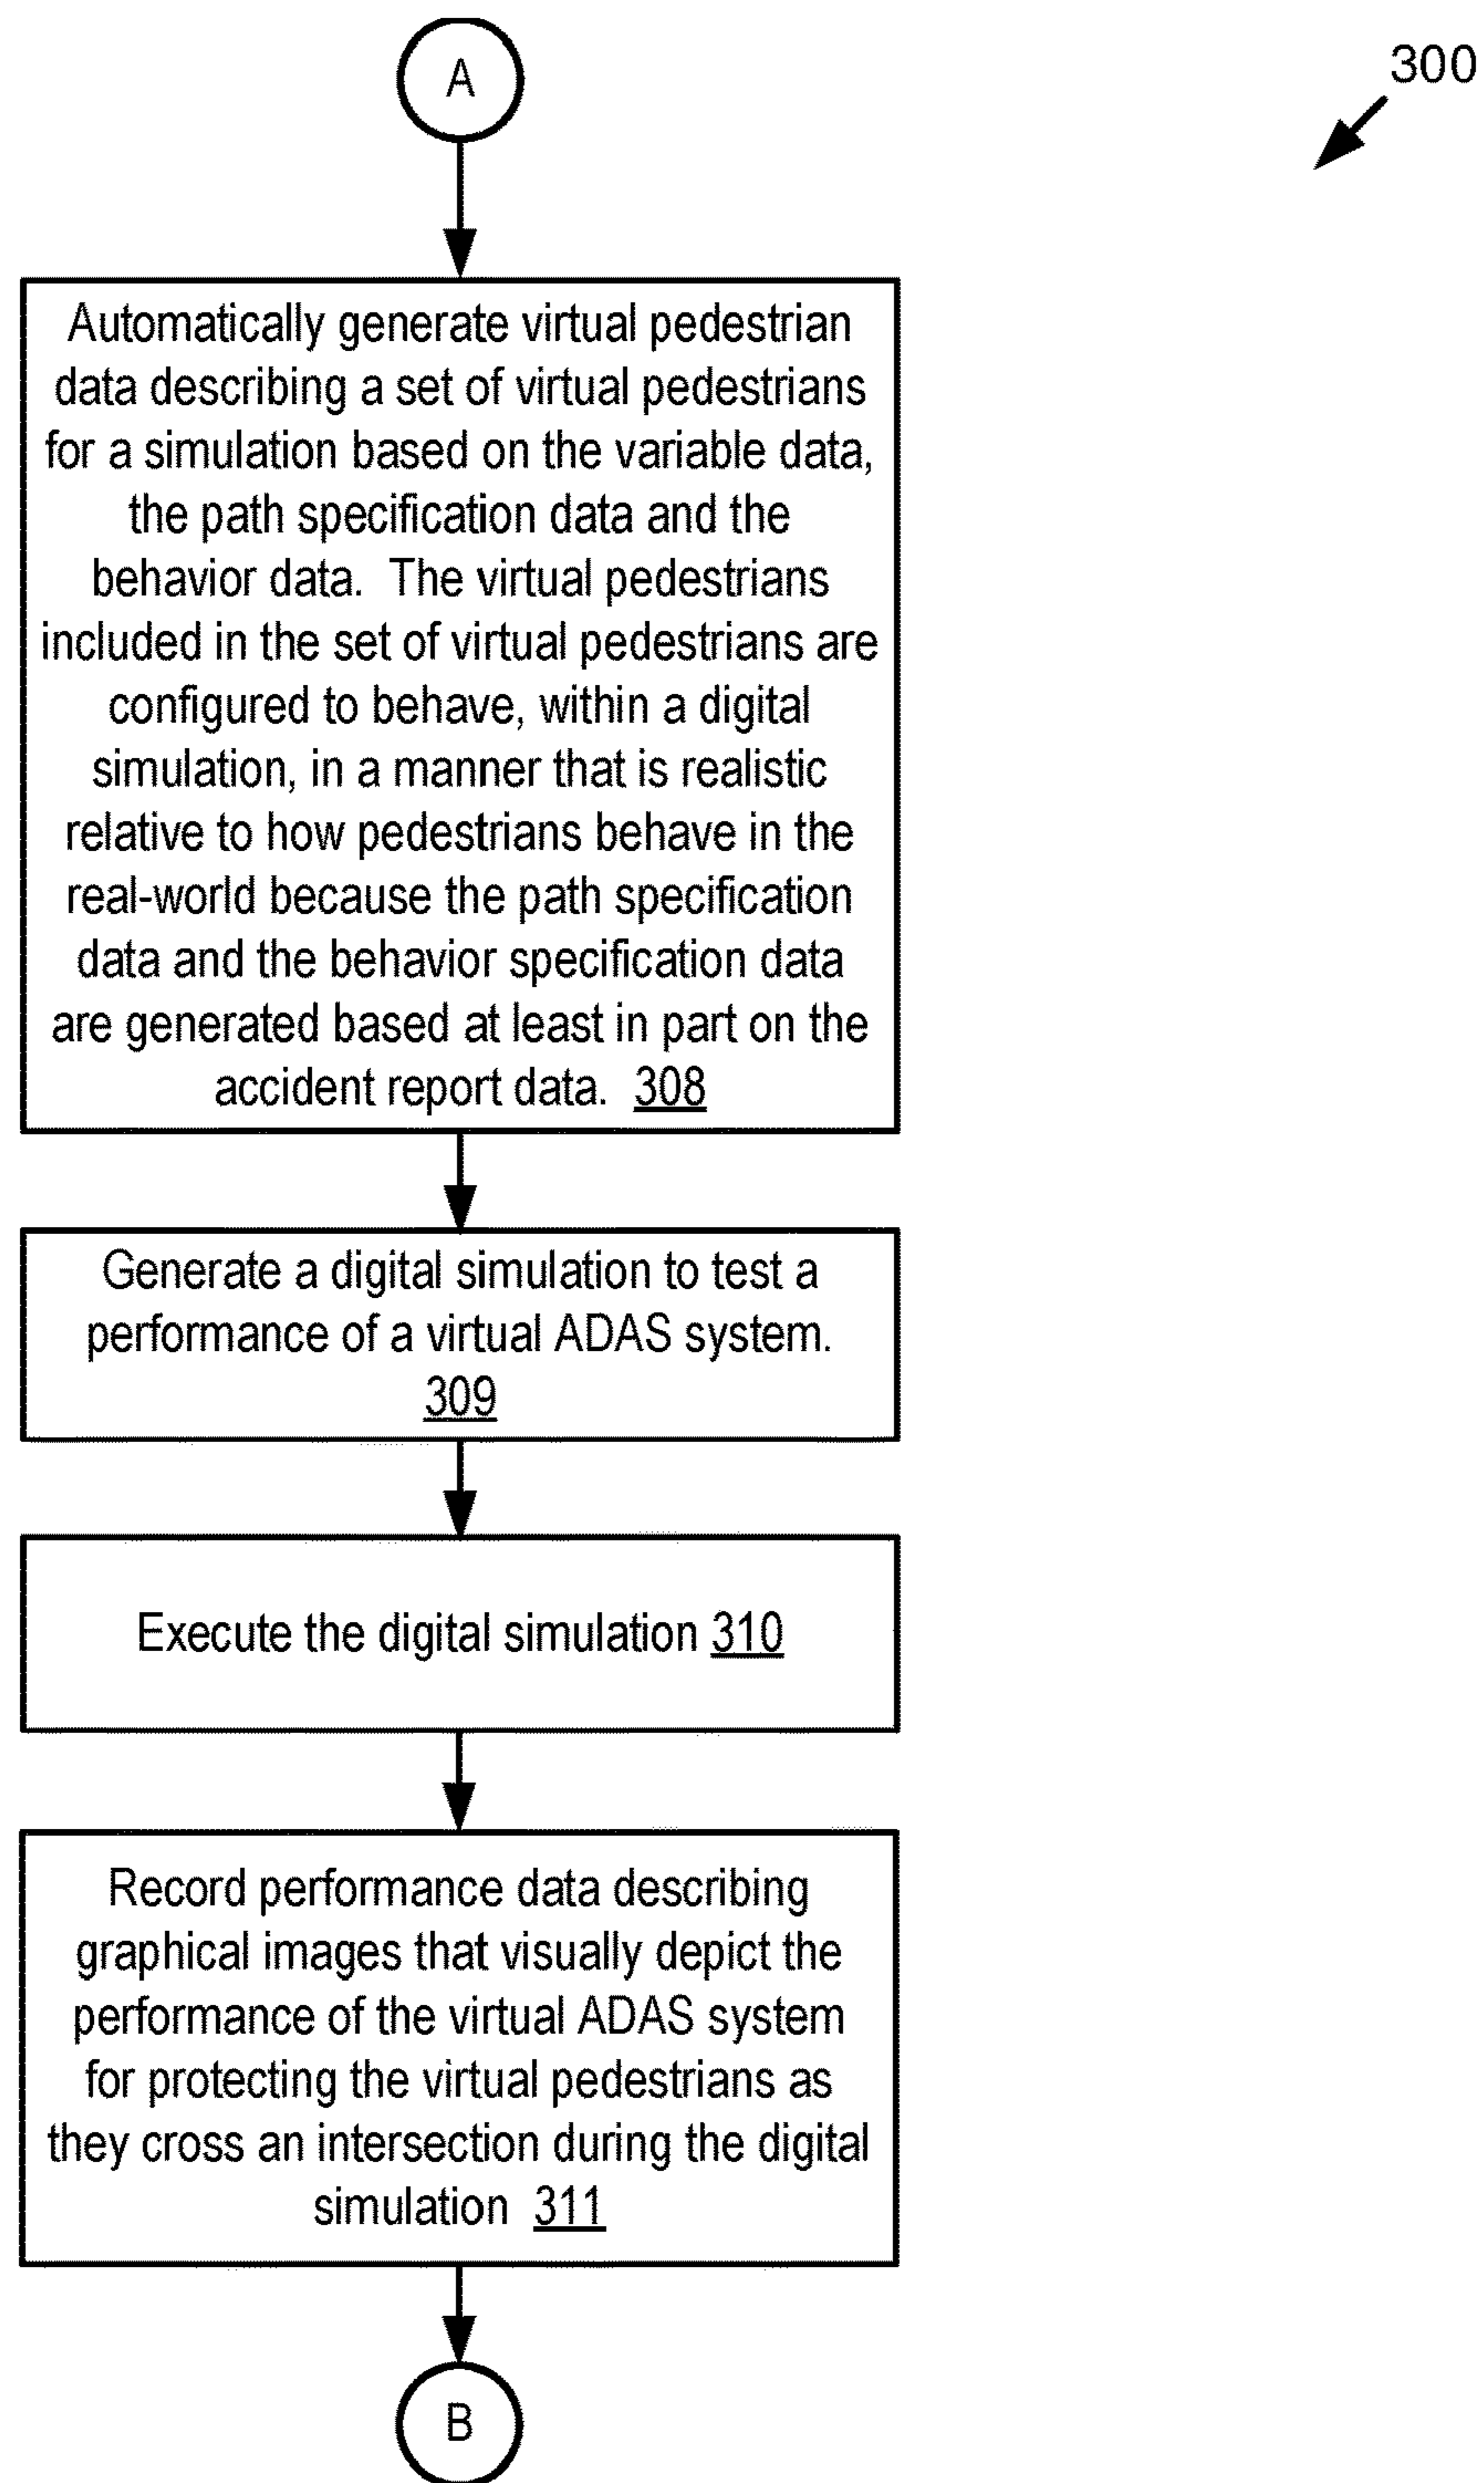 A
300
Automatically generate virtual pedestrian
data describing a set of virtual pedestrians
for a simulation based on the variable data,
the path specification data and the
behavior data.  The virtual pedestrians
included in the set of virtual pedestrians are
configured to behave, within a digital
simulation, in a manner that is realistic
relative to how pedestrians behave in the
real-world because the path specification
data and the behavior specification data
are generated based at least in part on the
accident report data.  308
Generate a digital simulation to test a
performance of a virtual ADAS system.
309
Execute the digital simulation 310
Record performance data describing
graphical images that visually depict the
performance of the virtual ADAS system
for protecting the virtual pedestrians as
they cross an intersection during the digital
simulation  311
B